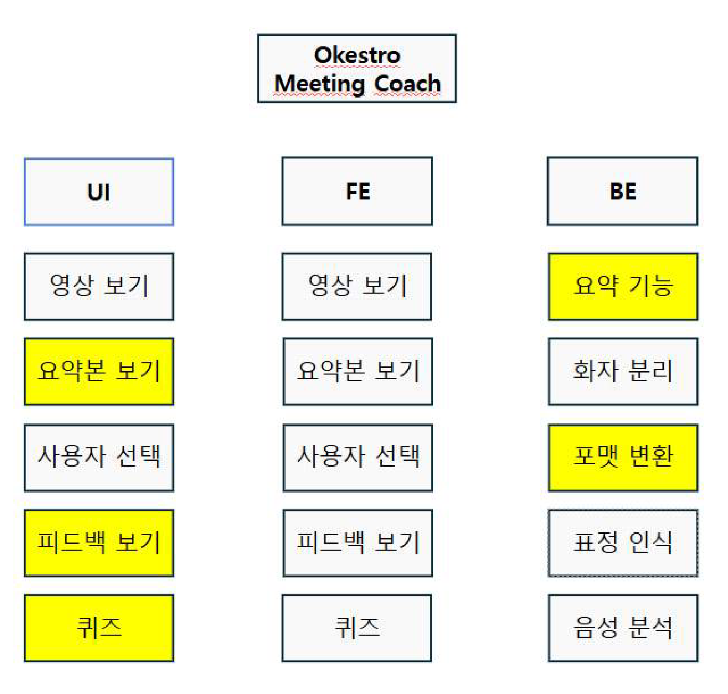 Okestro
Meeting Coach
UI
FE
BE
영상 보기
영상 보기
요약 기능
요약본 보기
요약본 보기
화자 분리
사용자 선택
사용자 선택
포맷 변환
피드백 보기
피드백 보기
표정 인식
퀴즈
퀴즈
음성 분석